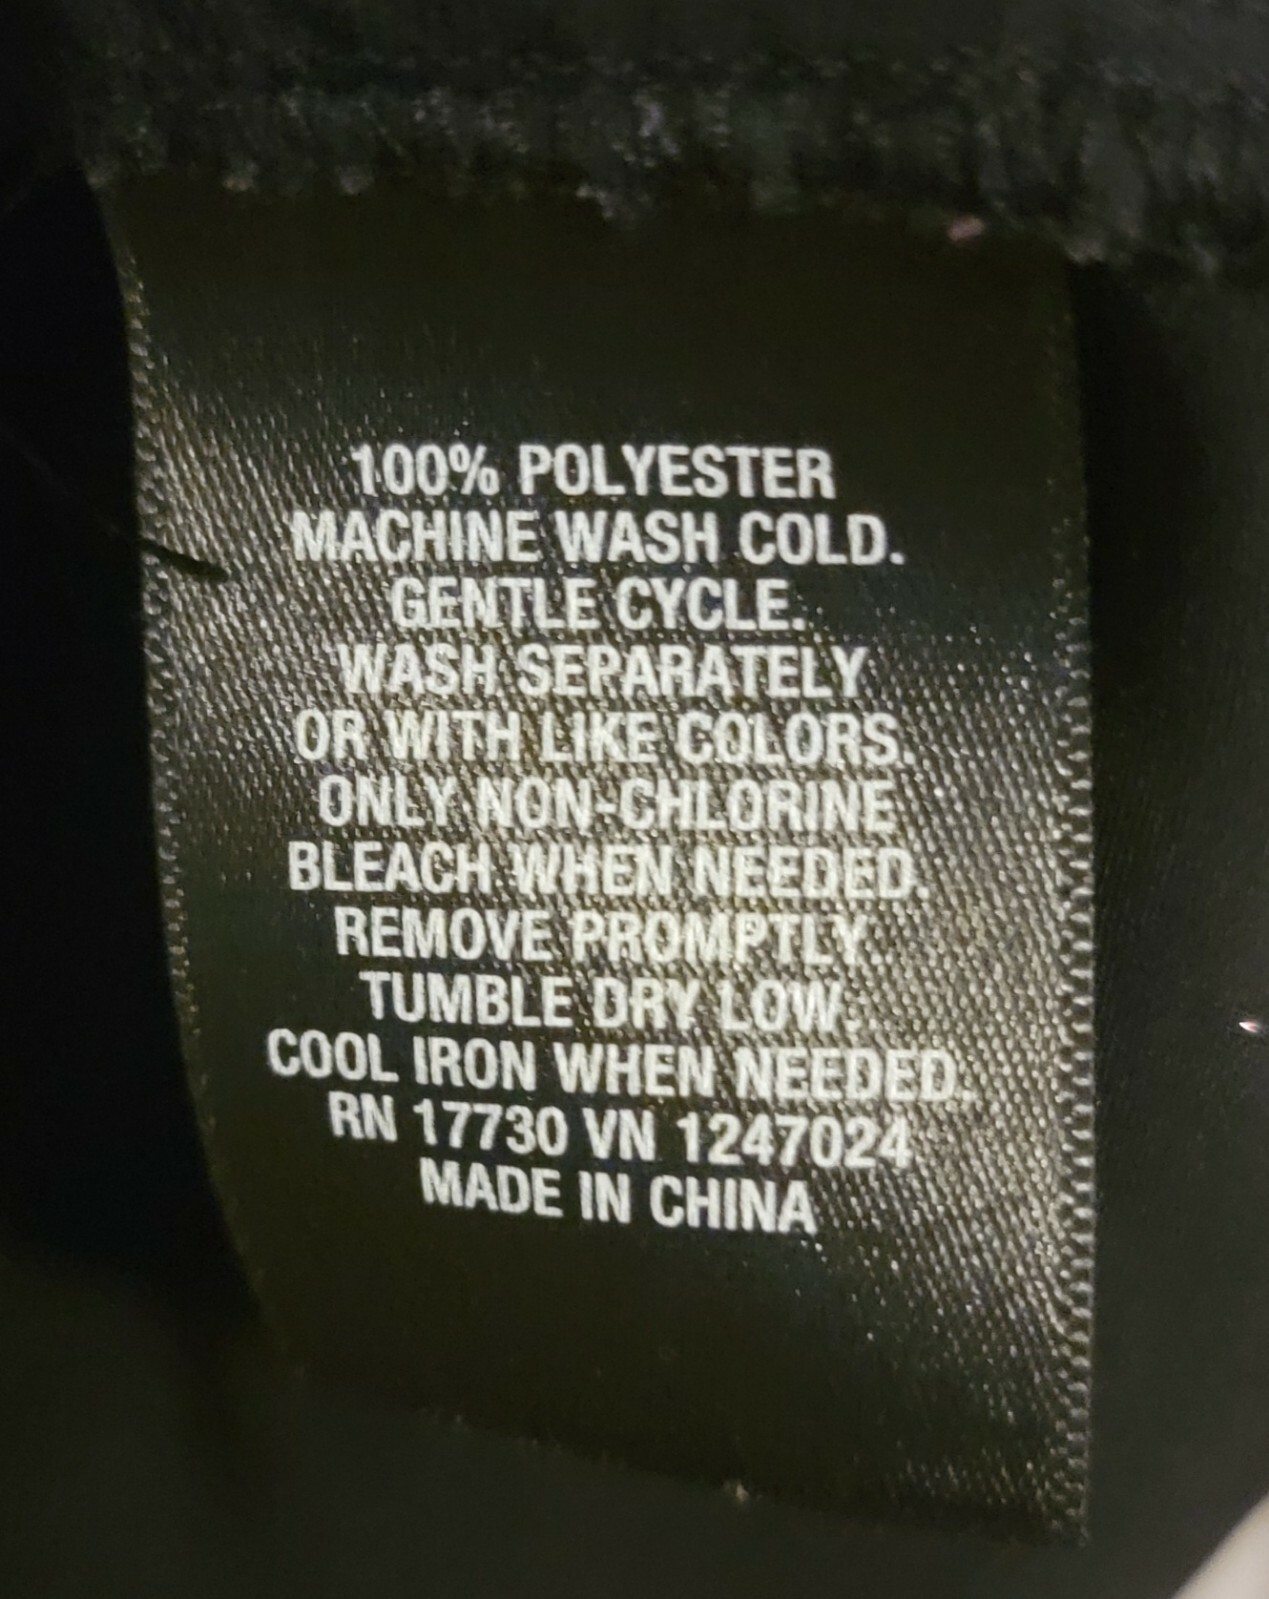 100% POLYESTER
MACHINE WASH COLD.
GENTLE CYCLE.
WASH SEPARATELY
OR WITH LIKE COLORS.
ONLY NON-CHLORINE
BLEACH WHEN NEEDED.
REMOVE PROMPTLY.
TUMBLE DRY LOW.
COOL IRON WHEN NEEDED.
RN 17730 VN 1247024
MADE IN CHINA